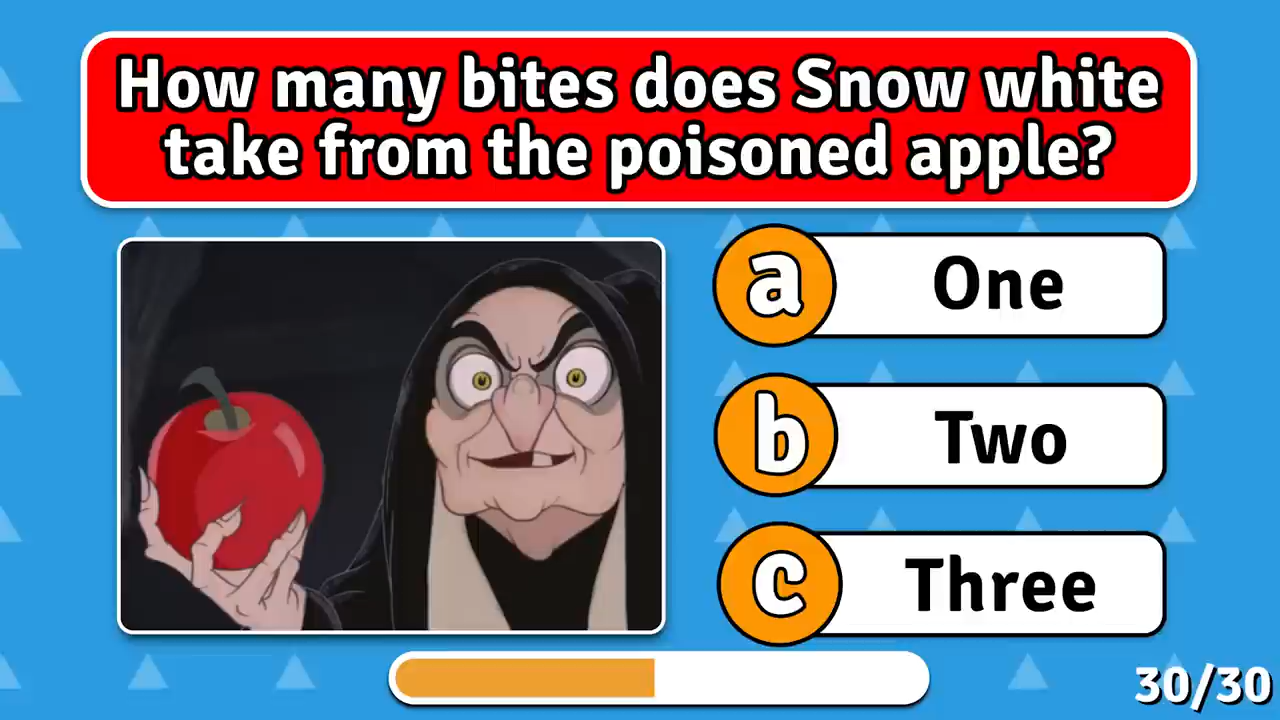 How many bites does Snow white
take from the poisoned apple?
a One
b Two
c Three
30/30